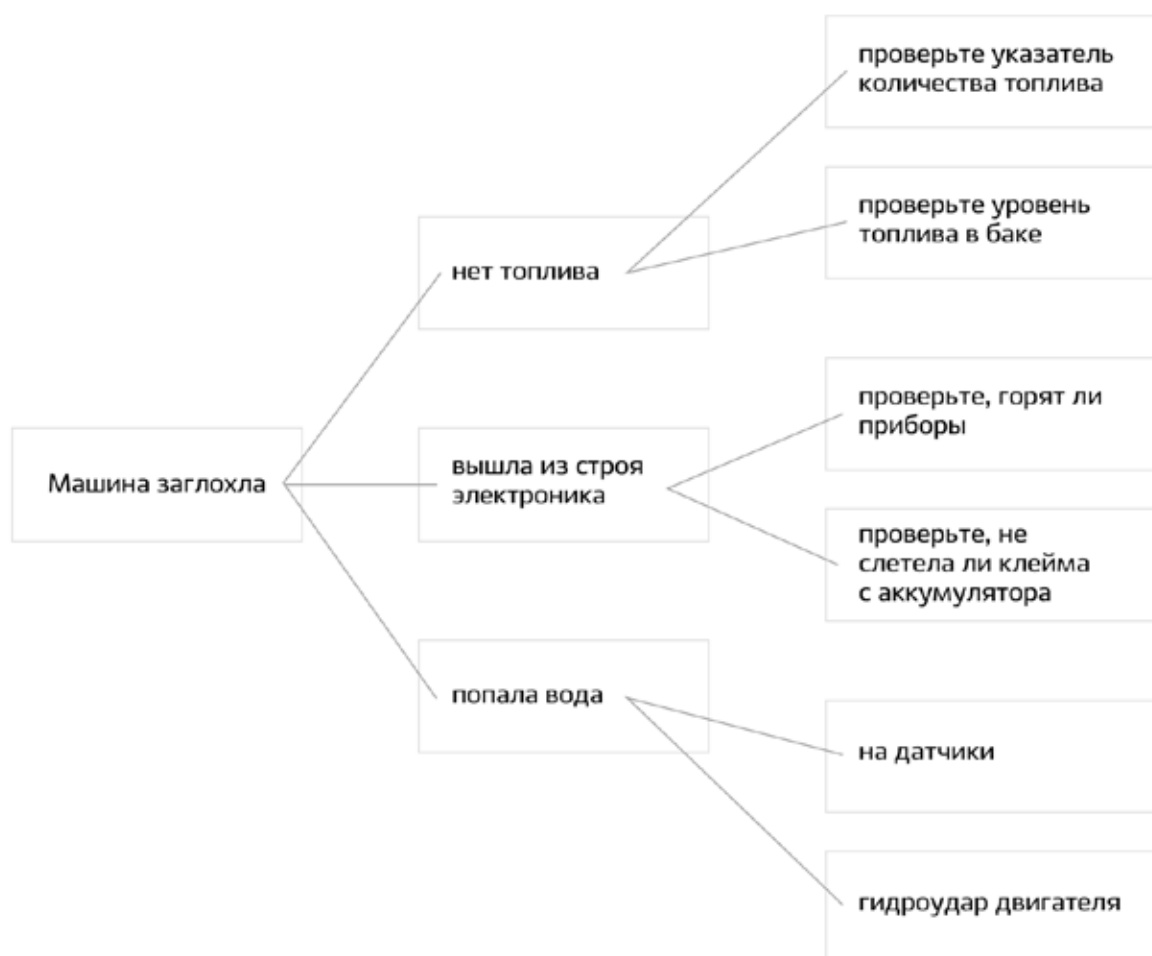 проверьте указатель
количества топлива
проверьте уровень
топлива в баке
нет топлива
проверьте, горят ли
приборы
вышла из строя
электроника
Машина заглохла
проверьте, не
слетела ли клейма
с аккумулятора
попала вода
на датчики
гидроудар двигателя